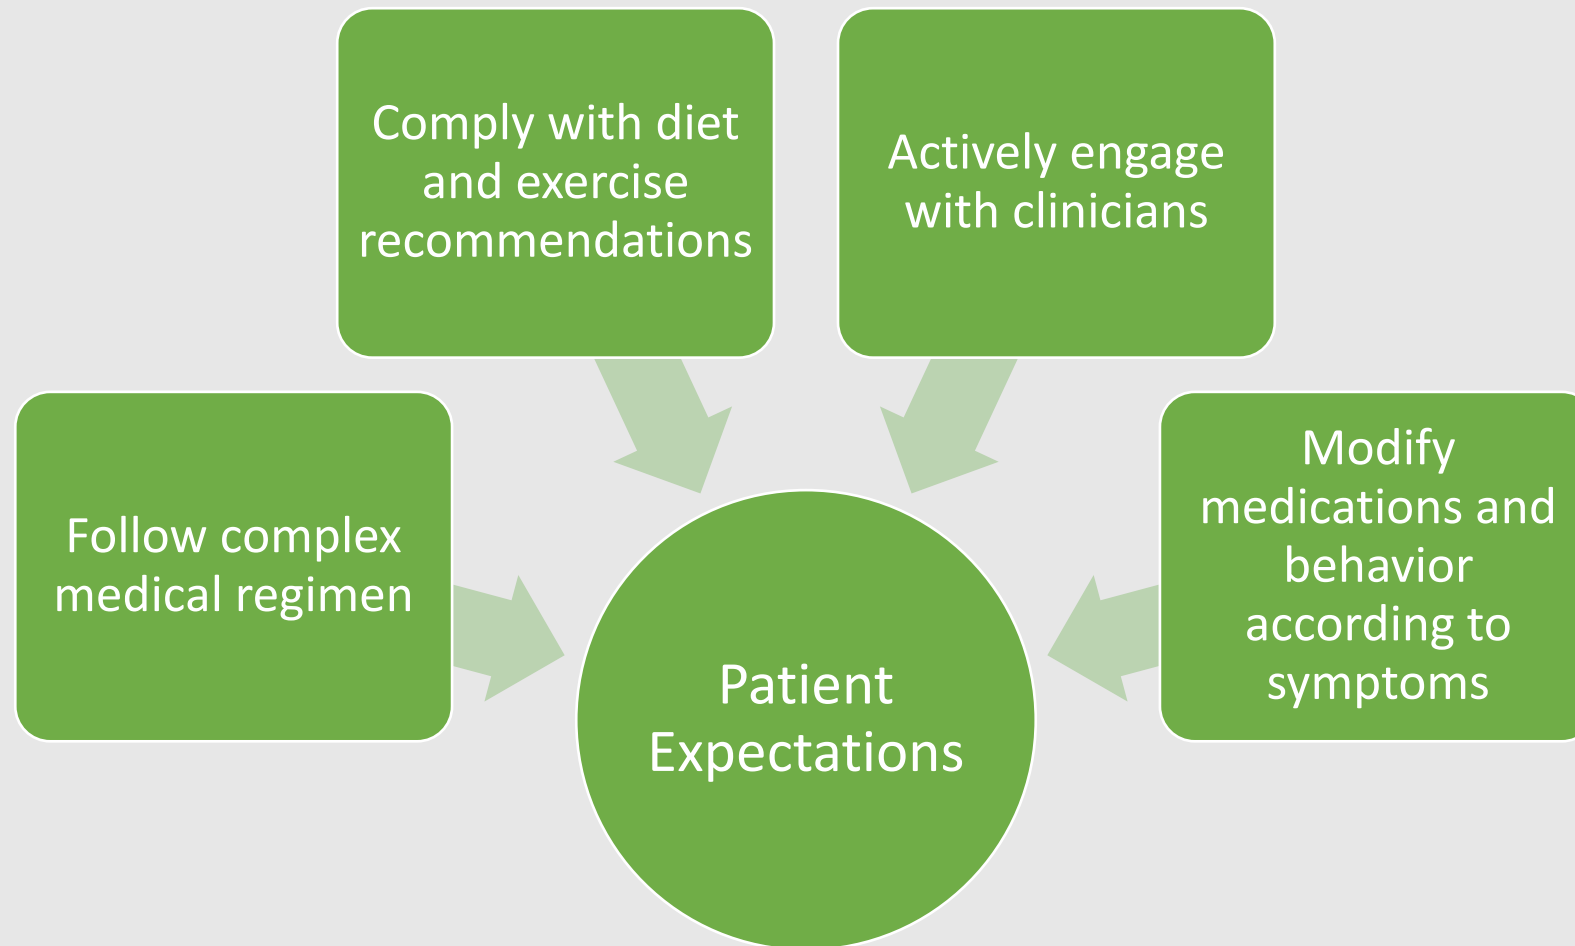 Comply with diet
and exercise
recommendations
Actively engage
with clinicians
Follow complex
medical regimen
Modify
medications and
behavior
according to
symptoms
Patient
Expectations